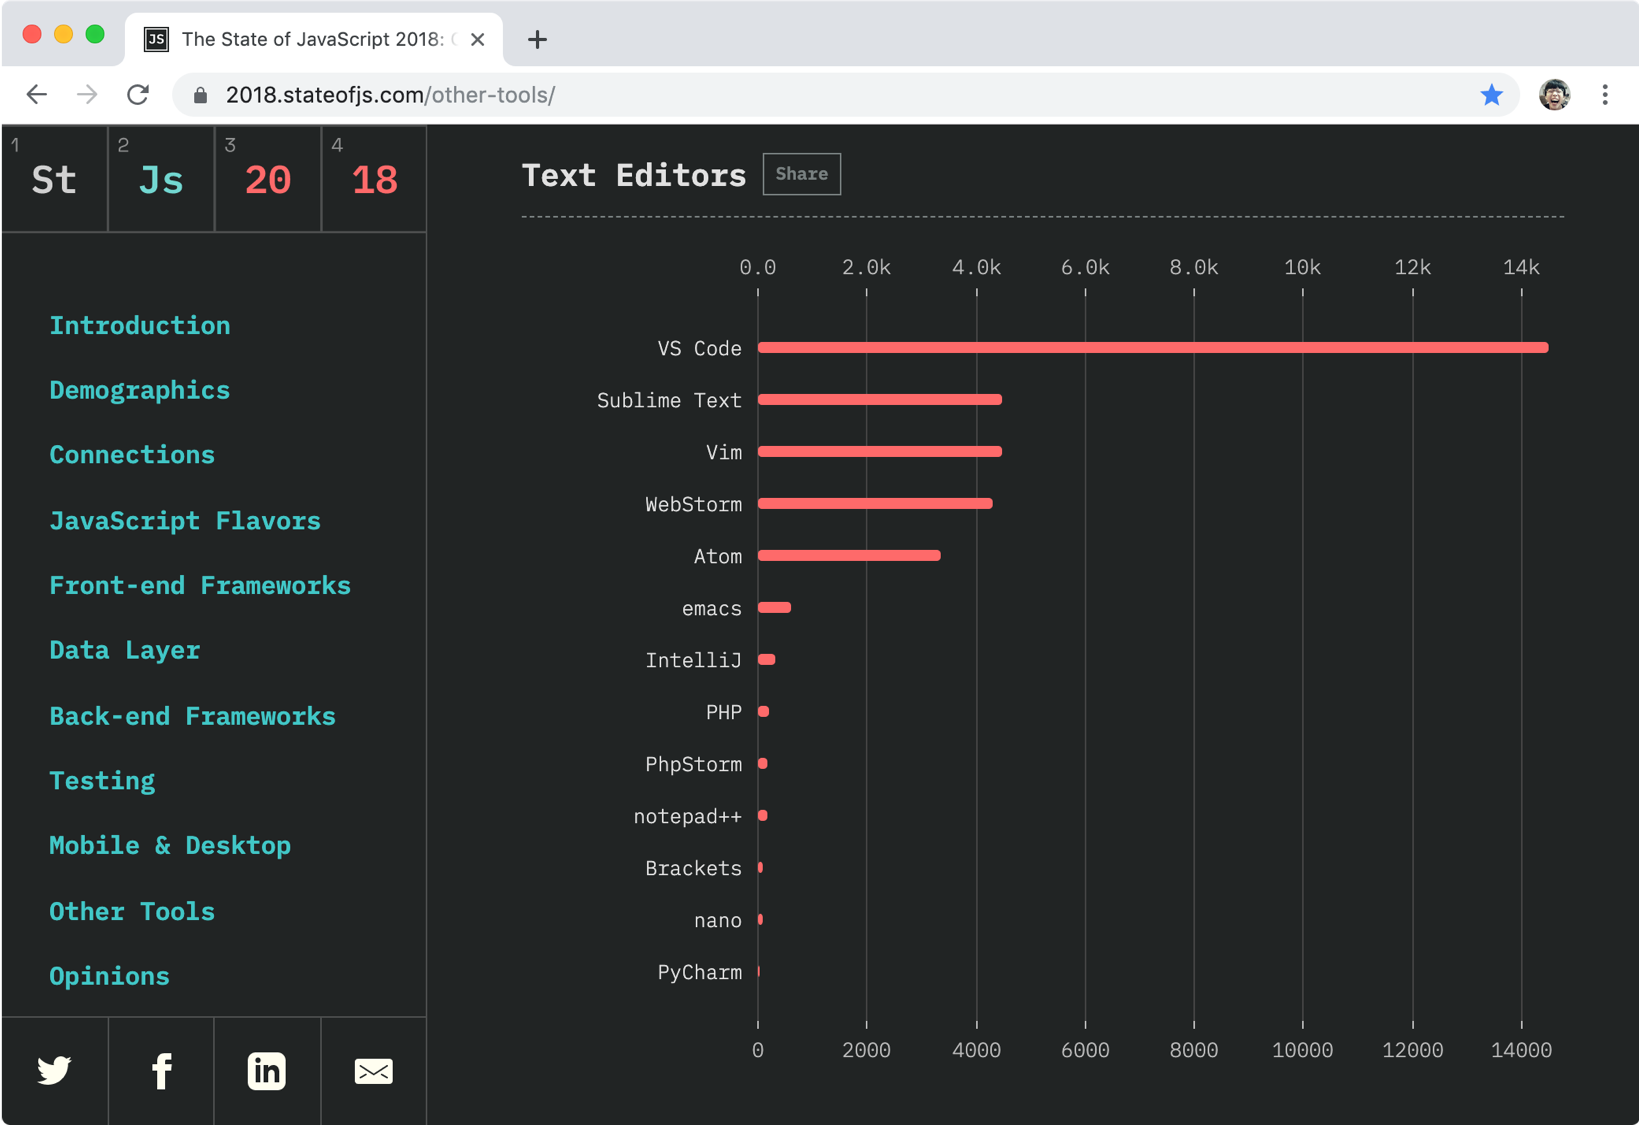 JS The State of JavaScript 2018:
2018.stateofjs.com/other-tools/
1 2 3 4
St Js 20 18
Introduction
Demographics
Connections
JavaScript Flavors
Front-end Frameworks
Data Layer
Back-end Frameworks
Testing
Mobile & Desktop
Other Tools
Opinions
in
Text Editors Share
0.0 2.0k 4.0k 6.0k 8.0k 10k 12k 14k
VS Code
Sublime Text
Vim
WebStorm
Atom
emacs
IntelliJ
PHP
PhpStorm
notepad++
Brackets
nano
PyCharm
0 2000 4000 6000 8000 10000 12000 14000